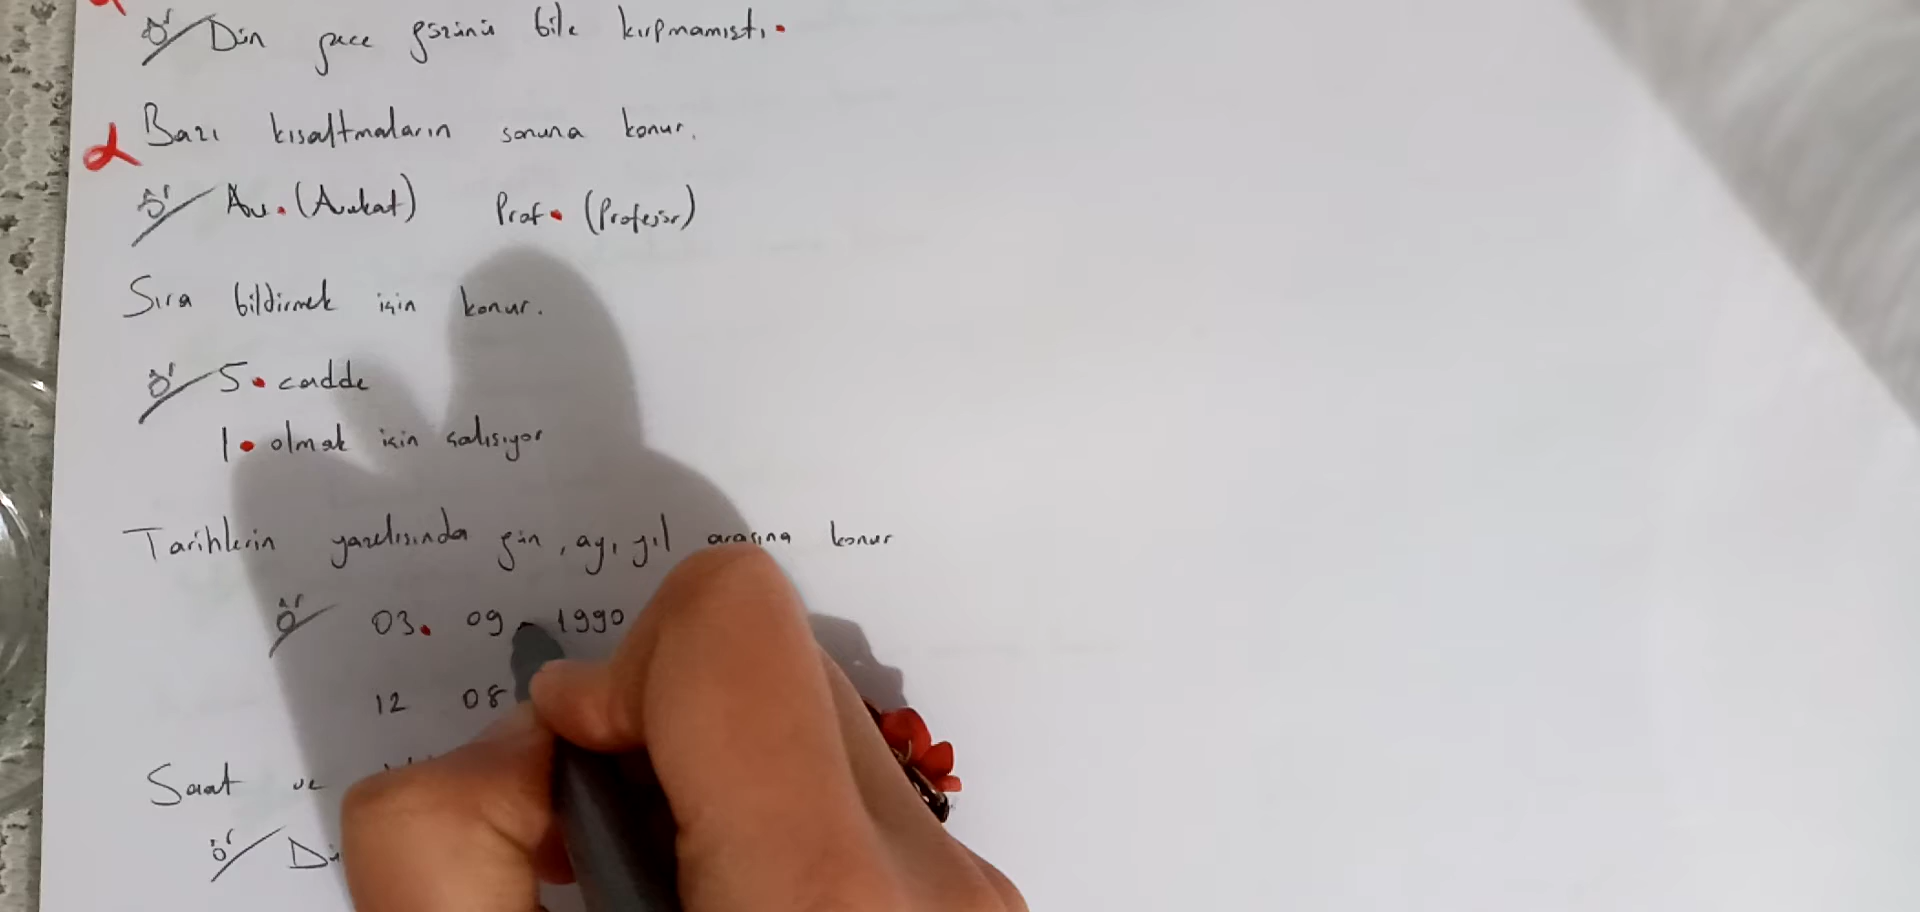 Ör/ Dün gece gözünü bile kırpmamıştı.
Bazı kısaltmaların sonuna konur.
Ör/ Av. (Avukat) Prof. (Profesör)
Sıra bildirmek için konur.
Ör/ 5. cadde
1. olmak için çalışıyor
Tarihlerin yazılışında gün, ay, yıl arasına konur
Ör/ 03. 09. 1990
12 08
Saat ve
Ör/